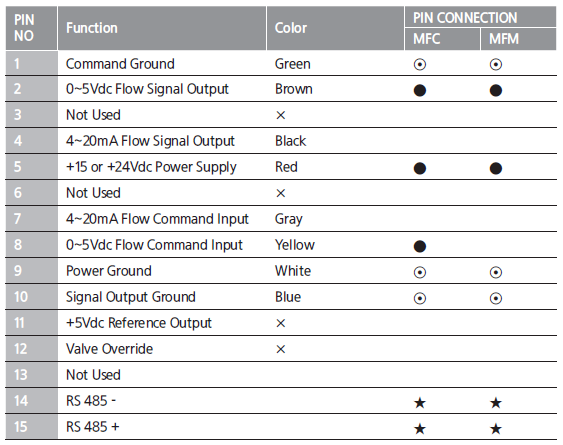 PIN NO Function Color PIN CONNECTION
MFC MFM
1 Command Ground Green ⊙ ⊙
2 0~5Vdc Flow Signal Output Brown ● ●
3 Not Used ×
4 4~20mA Flow Signal Output Black
5 +15 or +24Vdc Power Supply Red ● ●
6 Not Used ×
7 4~20mA Flow Command Input Gray
8 0~5Vdc Flow Command Input Yellow ●
9 Power Ground White ⊙ ⊙
10 Signal Output Ground Blue ⊙ ⊙
11 +5Vdc Reference Output ×
12 Valve Override ×
13 Not Used
14 RS 485 - ★ ★
15 RS 485 + ★ ★